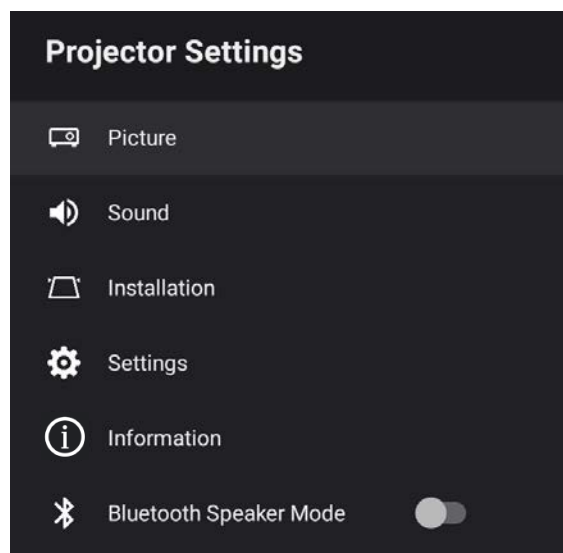 Projector Settings
Picture
Sound
Installation
Settings
Information
Bluetooth Speaker Mode